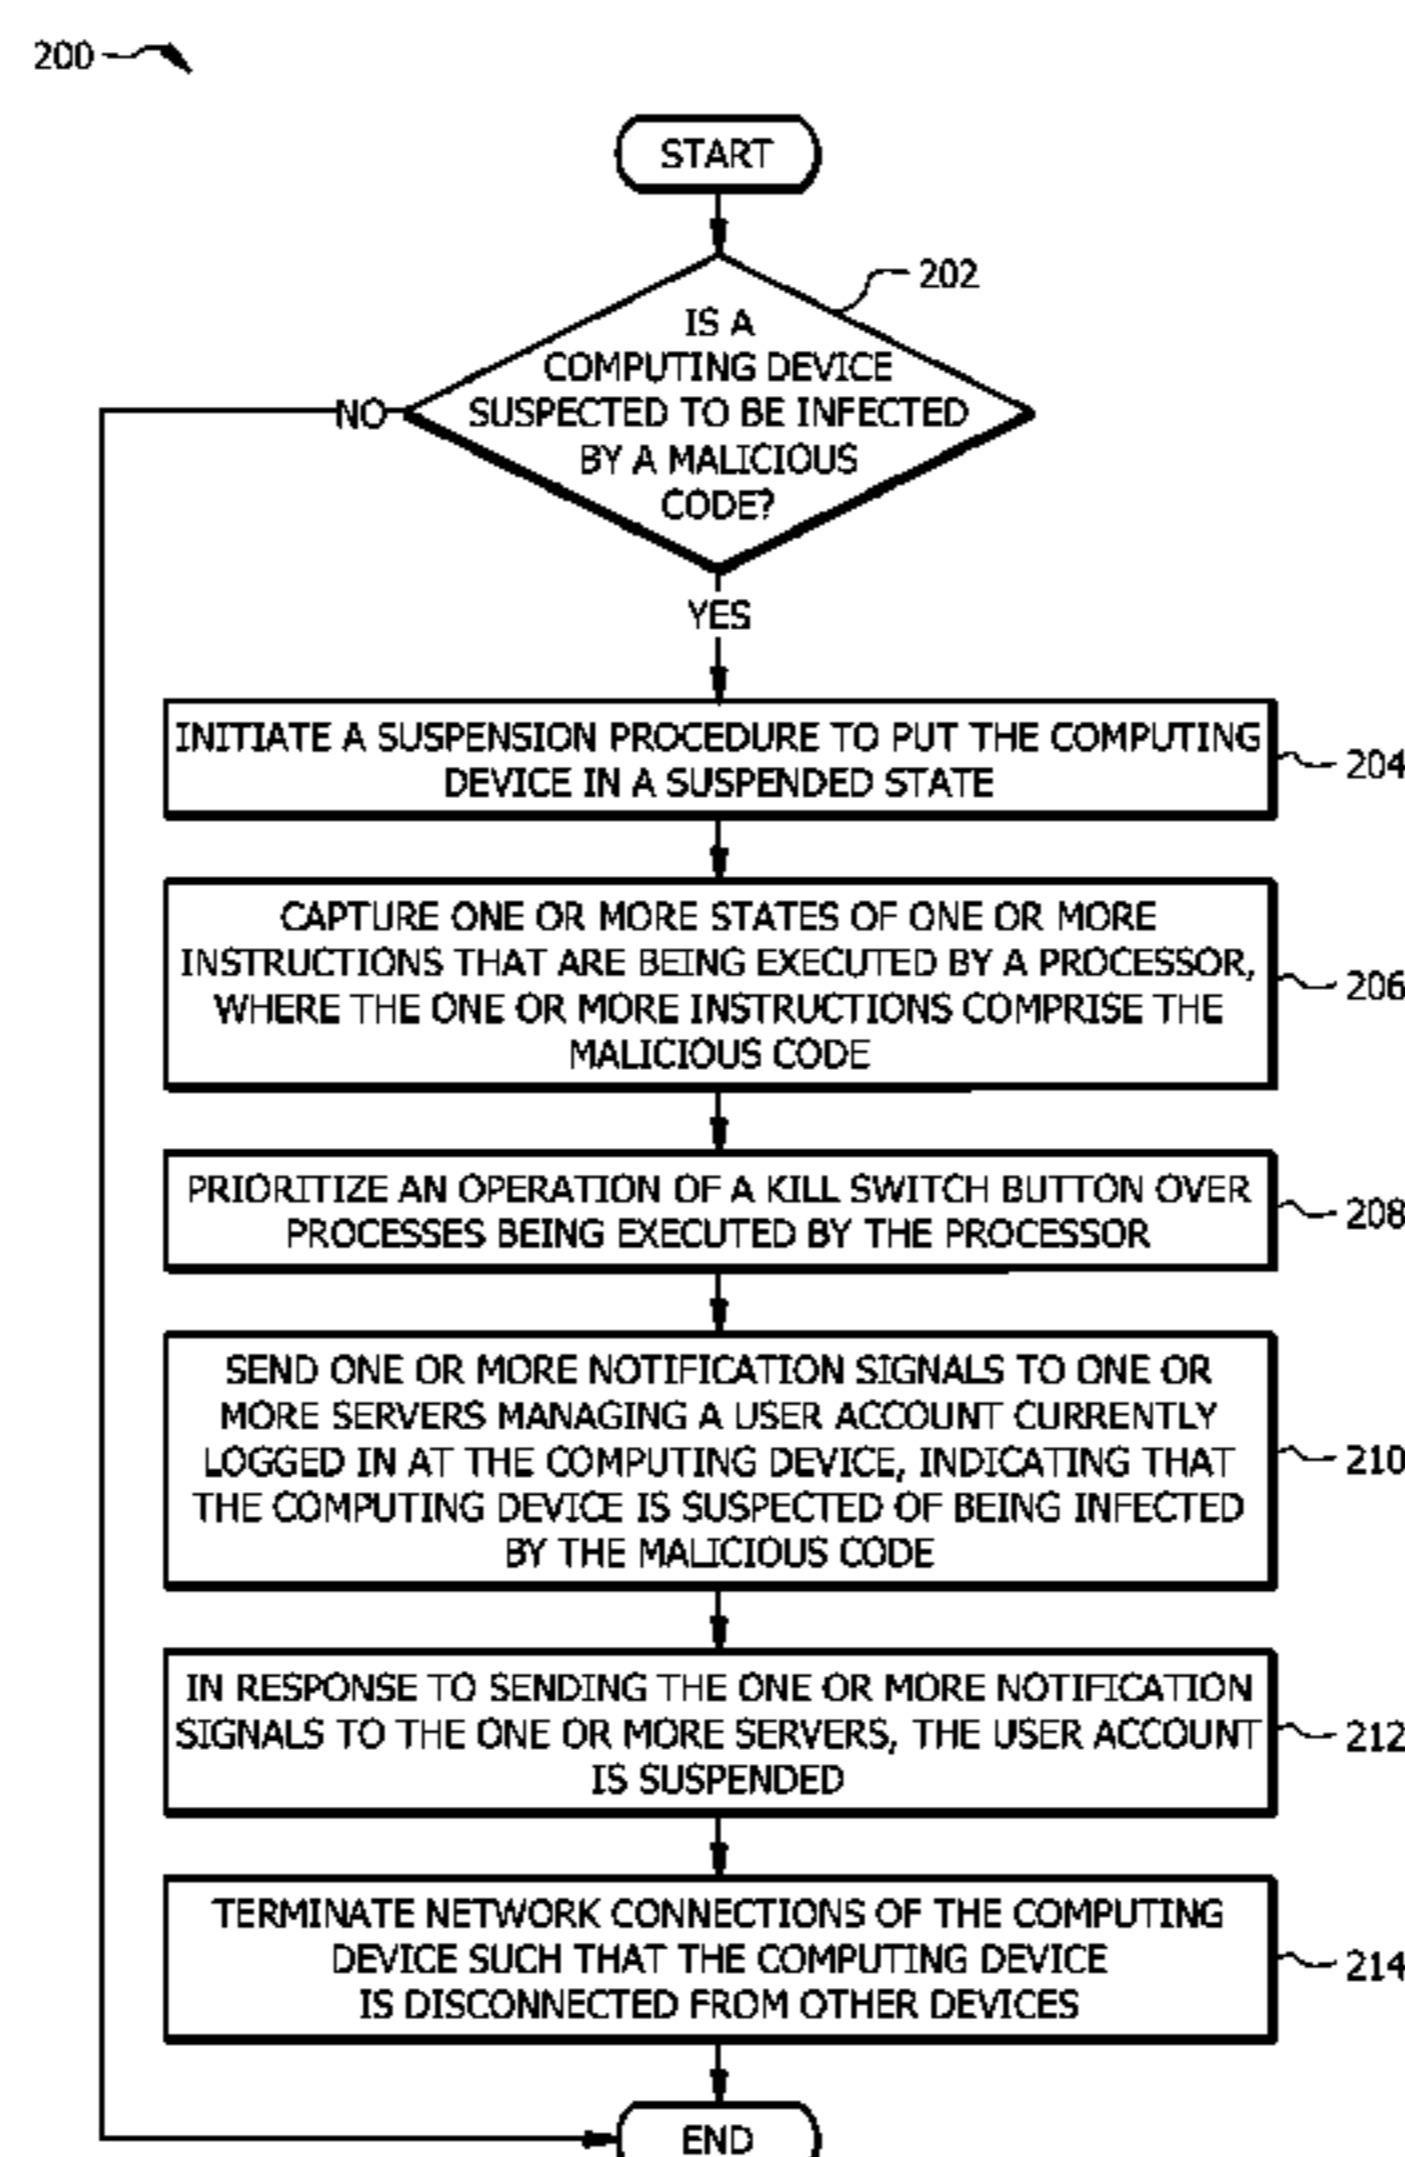 200
START
202
IS A
COMPUTING DEVICE
SUSPECTED TO BE INFECTED
BY A MALICIOUS
CODE?
NO
YES
INITIATE A SUSPENSION PROCEDURE TO PUT THE COMPUTING
DEVICE IN A SUSPENDED STATE
204
CAPTURE ONE OR MORE STATES OF ONE OR MORE
INSTRUCTIONS THAT ARE BEING EXECUTED BY A PROCESSOR,
WHERE THE ONE OR MORE INSTRUCTIONS COMPRISE THE
MALICIOUS CODE
206
PRIORITIZE AN OPERATION OF A KILL SWITCH BUTTON OVER
PROCESSES BEING EXECUTED BY THE PROCESSOR
208
SEND ONE OR MORE NOTIFICATION SIGNALS TO ONE OR
MORE SERVERS MANAGING A USER ACCOUNT CURRENTLY
LOGGED IN AT THE COMPUTING DEVICE, INDICATING THAT
THE COMPUTING DEVICE IS SUSPECTED OF BEING INFECTED
BY THE MALICIOUS CODE
210
IN RESPONSE TO SENDING THE ONE OR MORE NOTIFICATION
SIGNALS TO THE ONE OR MORE SERVERS, THE USER ACCOUNT
IS SUSPENDED
212
TERMINATE NETWORK CONNECTIONS OF THE COMPUTING
DEVICE SUCH THAT THE COMPUTING DEVICE
IS DISCONNECTED FROM OTHER DEVICES
214
END